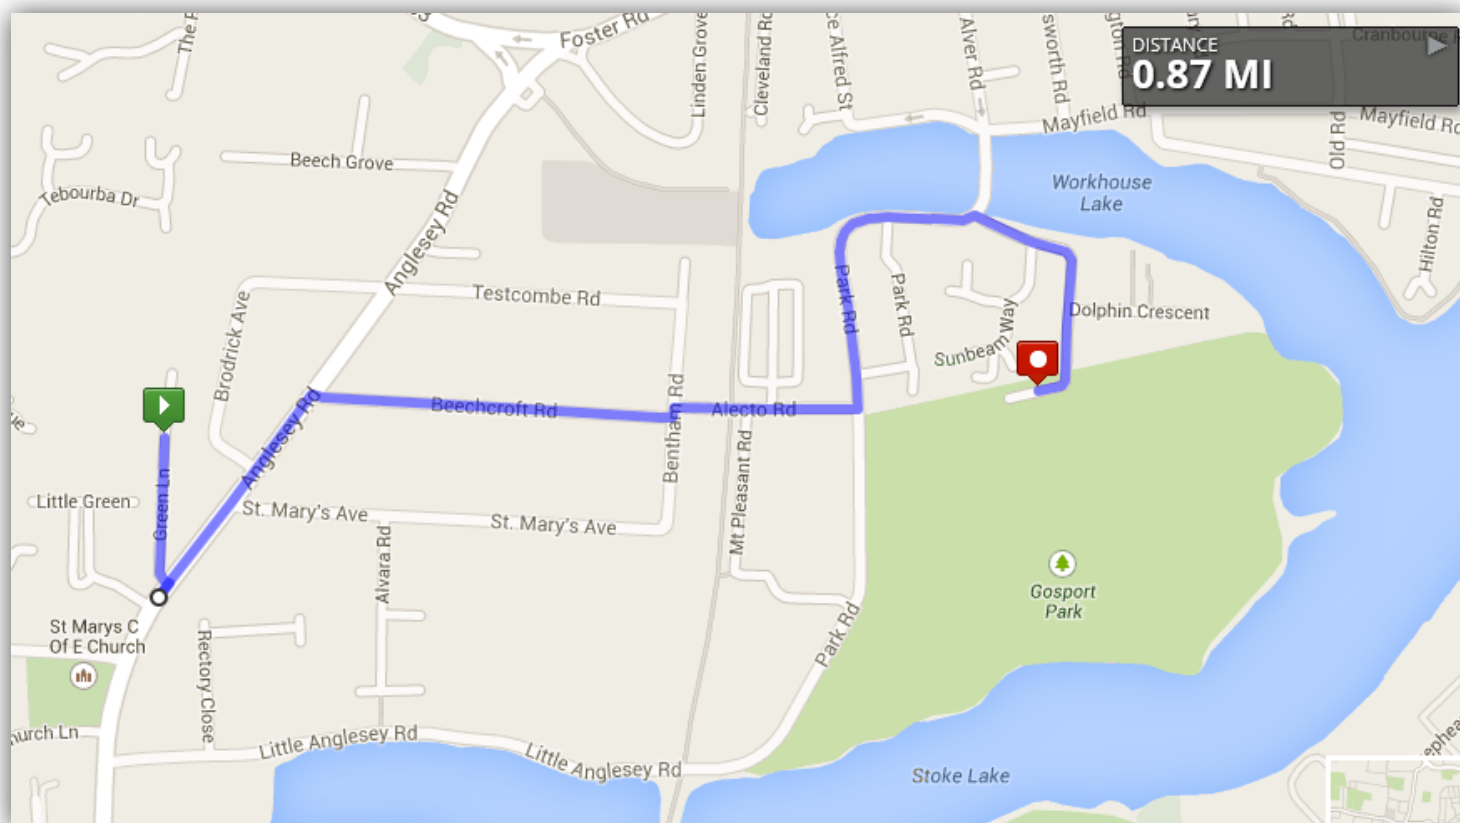 DISTANCE
0.87 MI
Foster Rd
Linden Grove
Cleveland Rd
Alfred St
Alver Rd
Mayfield Rd
Mayfield Rd
Old Rd
Hilton Rd
Beech Grove
Tebourba Dr
Anglesey Rd
Workhouse
Lake
Testcombe Rd
Brodrick Ave
Park Rd
Park Rd
Dolphin Crescent
Sunbeam Way
Anglesey Rd
Beechcroft Rd
Bentham Rd
Alecto Rd
Mt Pleasant Rd
Green Ln
Little Green
St. Mary's Ave
St. Mary's Ave
Alvara Rd
Gosport
Park
St Marys C
Of E Church
Rectory Close
Park Rd
Little Anglesey Rd
Little Anglesey Rd
Stoke Lake